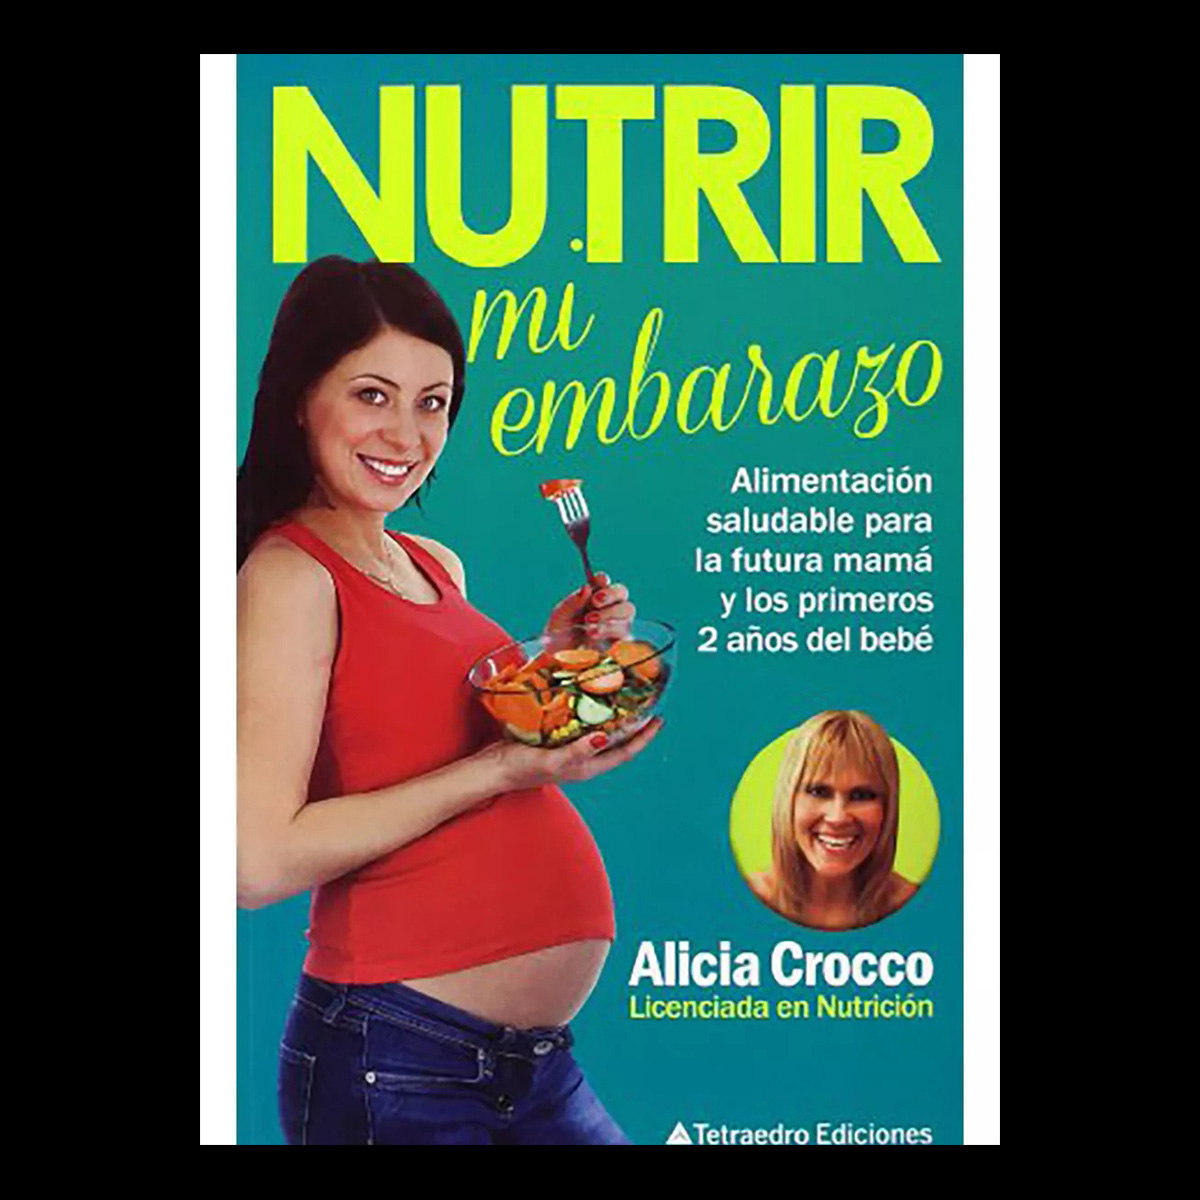 NUTRIR
mi
embarazo
Alimentación
saludable para
la futura mamá
y los primeros
2 años del bebé
Alicia Crocco
Licenciada en Nutrición
Tetraedro Ediciones